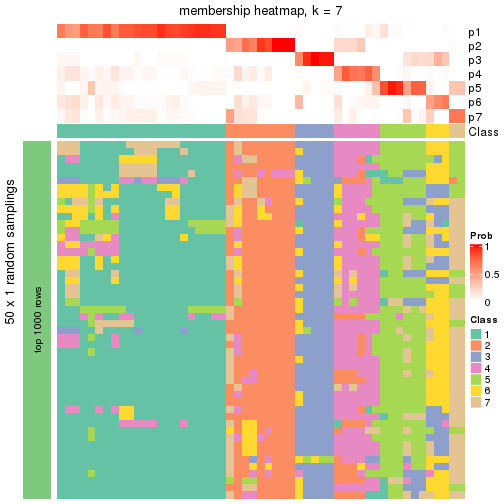 membership heatmap, k = 7
p1
p2
p3
p4
p5
p6
p7
Class
50 x 1 random samplings
top 1000 rows
Prob
1
0.5
0
Class
1
2
3
4
5
6
7